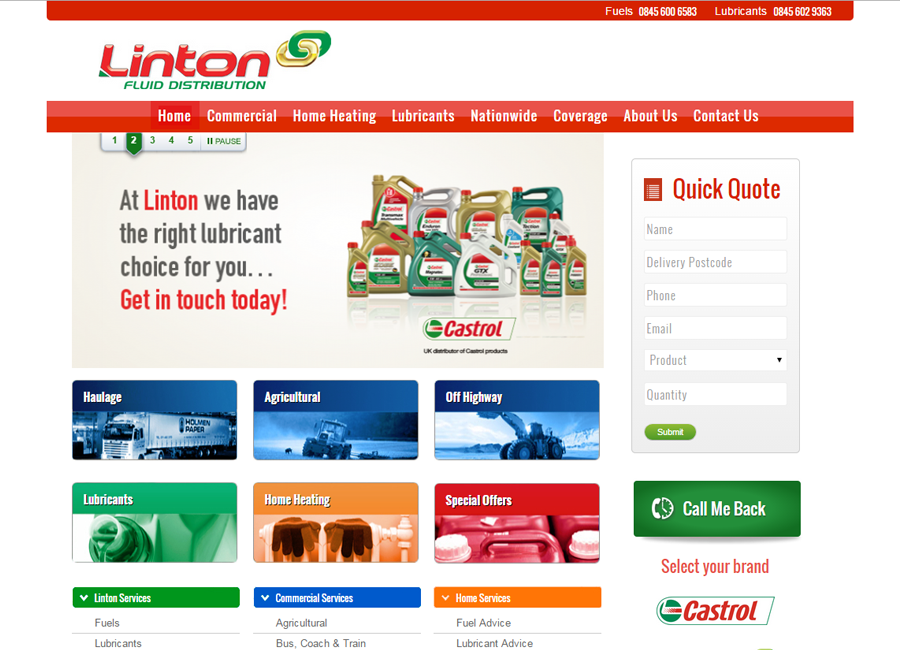 Fuels 0845 600 6583 Lubricants 0845 602 9363
Linton
FLUID DISTRIBUTION
Home Commercial Home Heating Lubricants Nationwide Coverage About Us Contact Us
1 2 3 4 5 PAUSE
At Linton we have
the right lubricant
choice for you...
Get in touch today!
Castrol
UK distributor of Castrol products
Quick Quote
Name
Delivery Postcode
Phone
Email
Product
Quantity
Submit
Haulage
HOLMEN
PAPER
Agricultural
Off Highway
Lubricants
Home Heating
Special Offers
Call Me Back
Select your brand
Castrol
Linton Services
Fuels
Lubricants
Commercial Services
Agricultural
Bus, Coach & Train
Home Services
Fuel Advice
Lubricant Advice